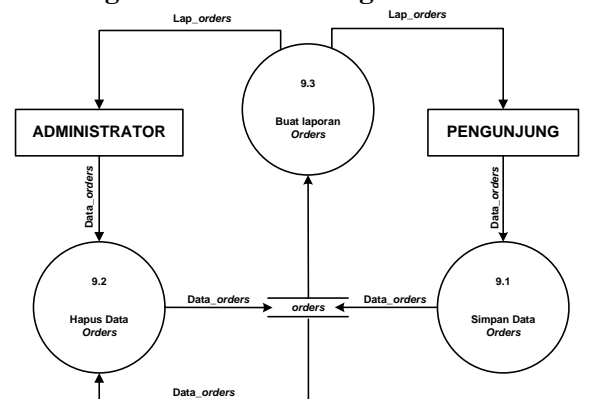 Lap_orders
Lap_orders
9.3
Buat laporan
Orders
ADMINISTRATOR
PENGUNJUNG
Data_orders
Data_orders
9.2
Hapus Data
Orders
Data_orders
orders
Data_orders
9.1
Simpan Data
Orders
Data_orders